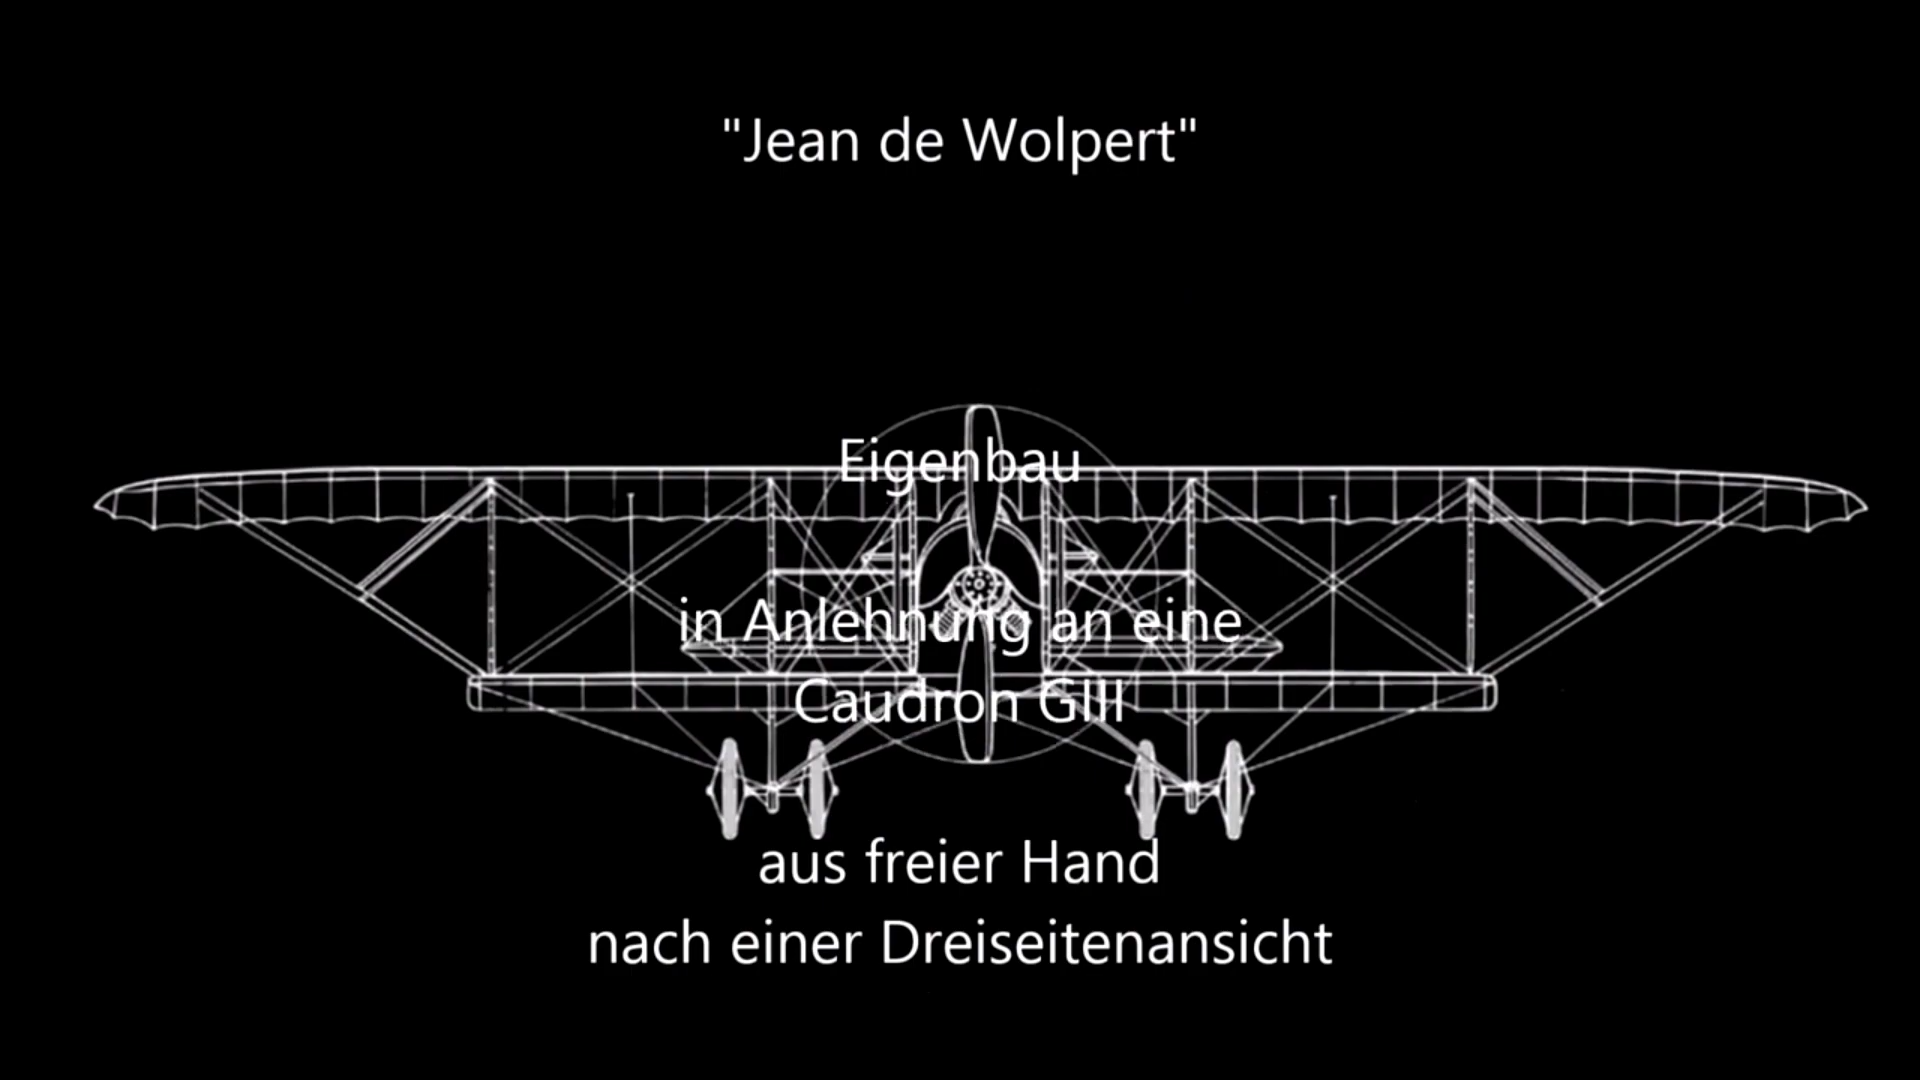 "Jean de Wolpert"
Eigenbau
in Anlehnung an eine
Caudron GIII
aus freier Hand
nach einer Dreiseitenansicht